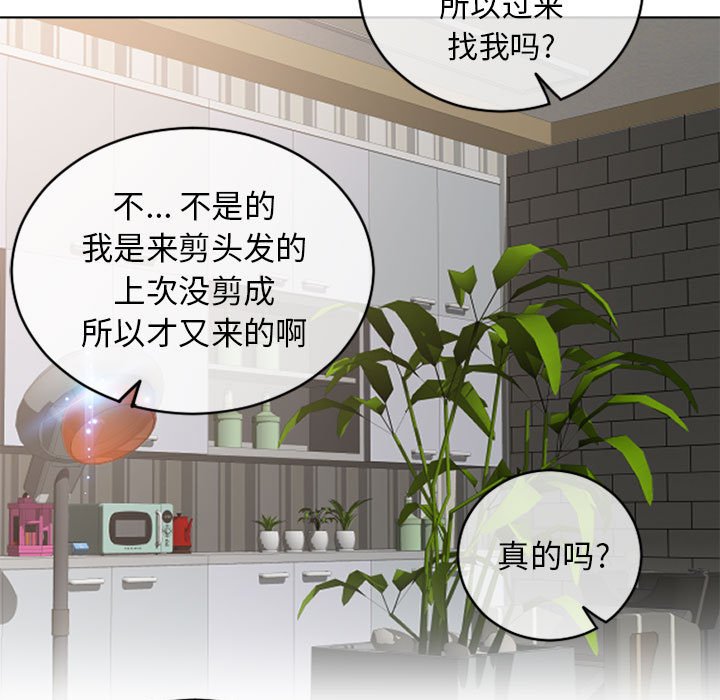 所以过来
找我吗?
不... 不是的
我是来剪头发的
上次没剪成
所以才又来的啊
真的吗?